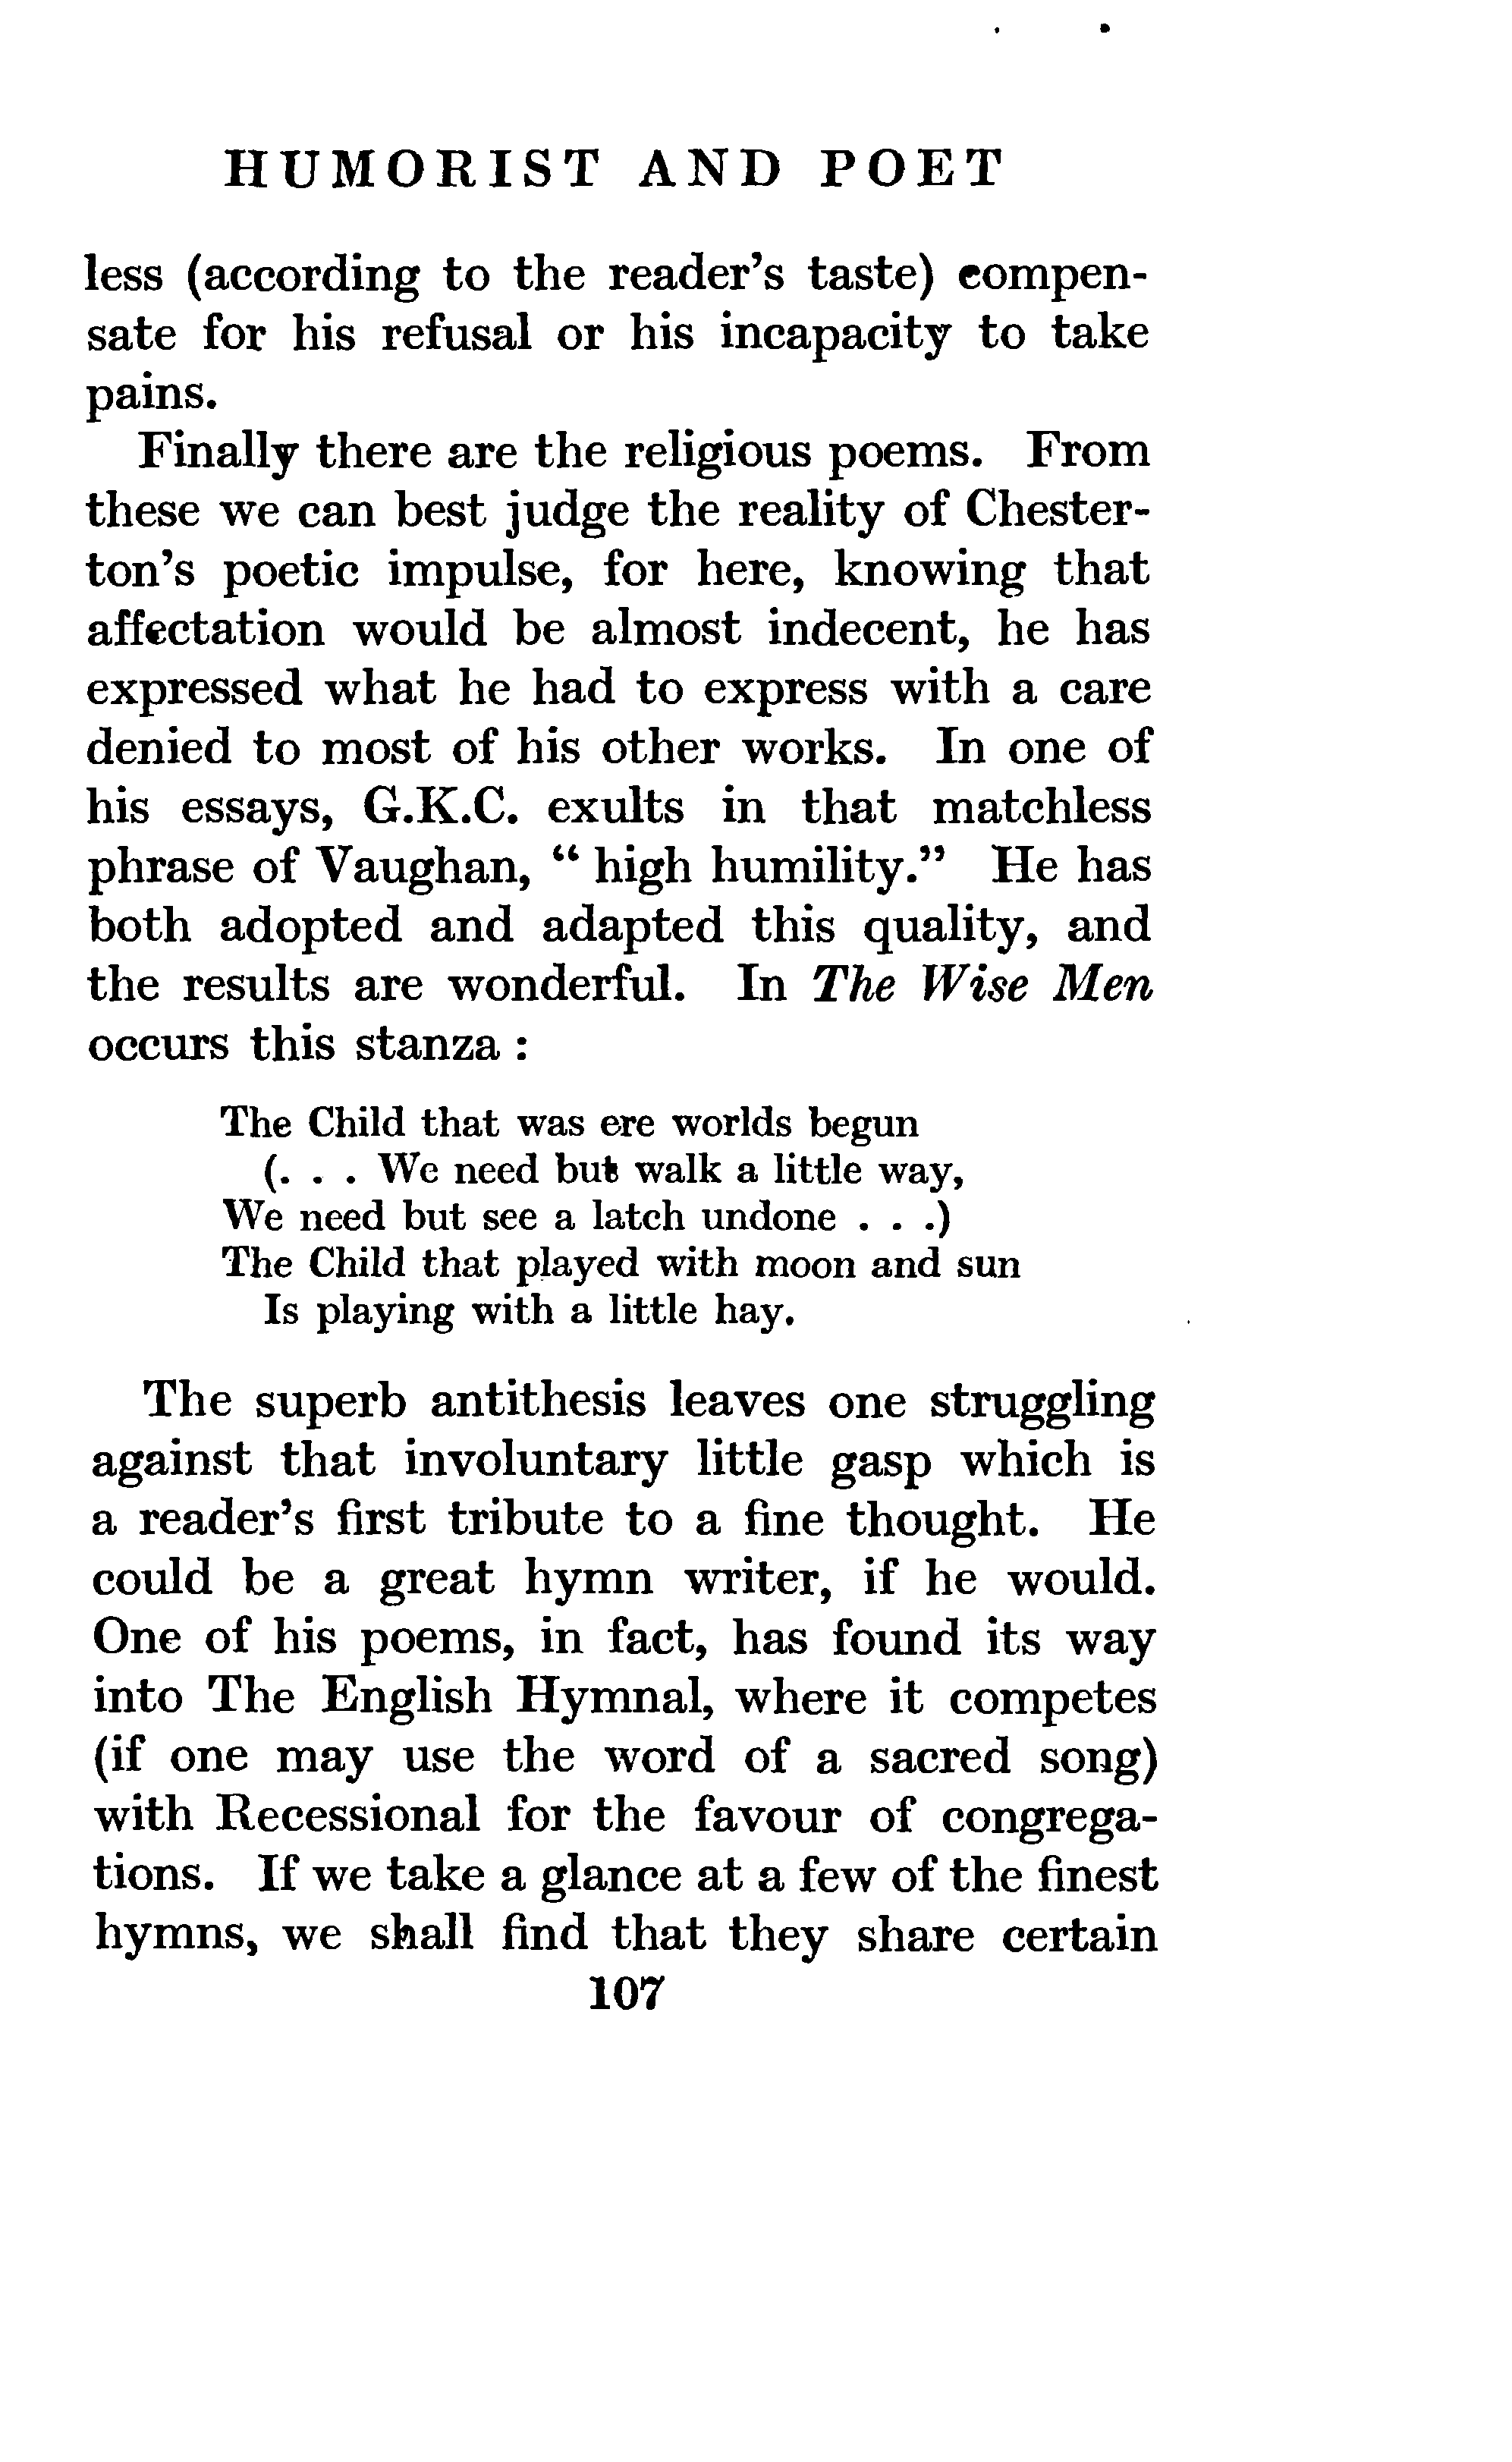 HUMORIST AND POET
less (according to the reader's taste) compen-
sate for his refusal or his incapacity to take
pains.
Finally there are the religious poems. From
these we can best judge the reality of Chester-
ton's poetic impulse, for here, knowing that
affectation would be almost indecent, he has
expressed what he had to express with a care
denied to most of his other works. In one of
his essays, G.K.C. exults in that matchless
phrase of Vaughan, " high humility." He has
both adopted and adapted this quality, and
the results are wonderful. In The Wise Men
occurs this stanza :
The Child that was ere worlds begun
(. . . We need but walk a little way,
We need but see a latch undone . . .)
The Child that played with moon and sun
Is playing with a little hay.
The superb antithesis leaves one struggling
against that involuntary little gasp which is
a reader's first tribute to a fine thought. He
could be a great hymn writer, if he would.
One of his poems, in fact, has found its way
into The English Hymnal, where it competes
(if one may use the word of a sacred song)
with Recessional for the favour of congrega-
tions. If we take a glance at a few of the finest
hymns, we shall find that they share certain
107